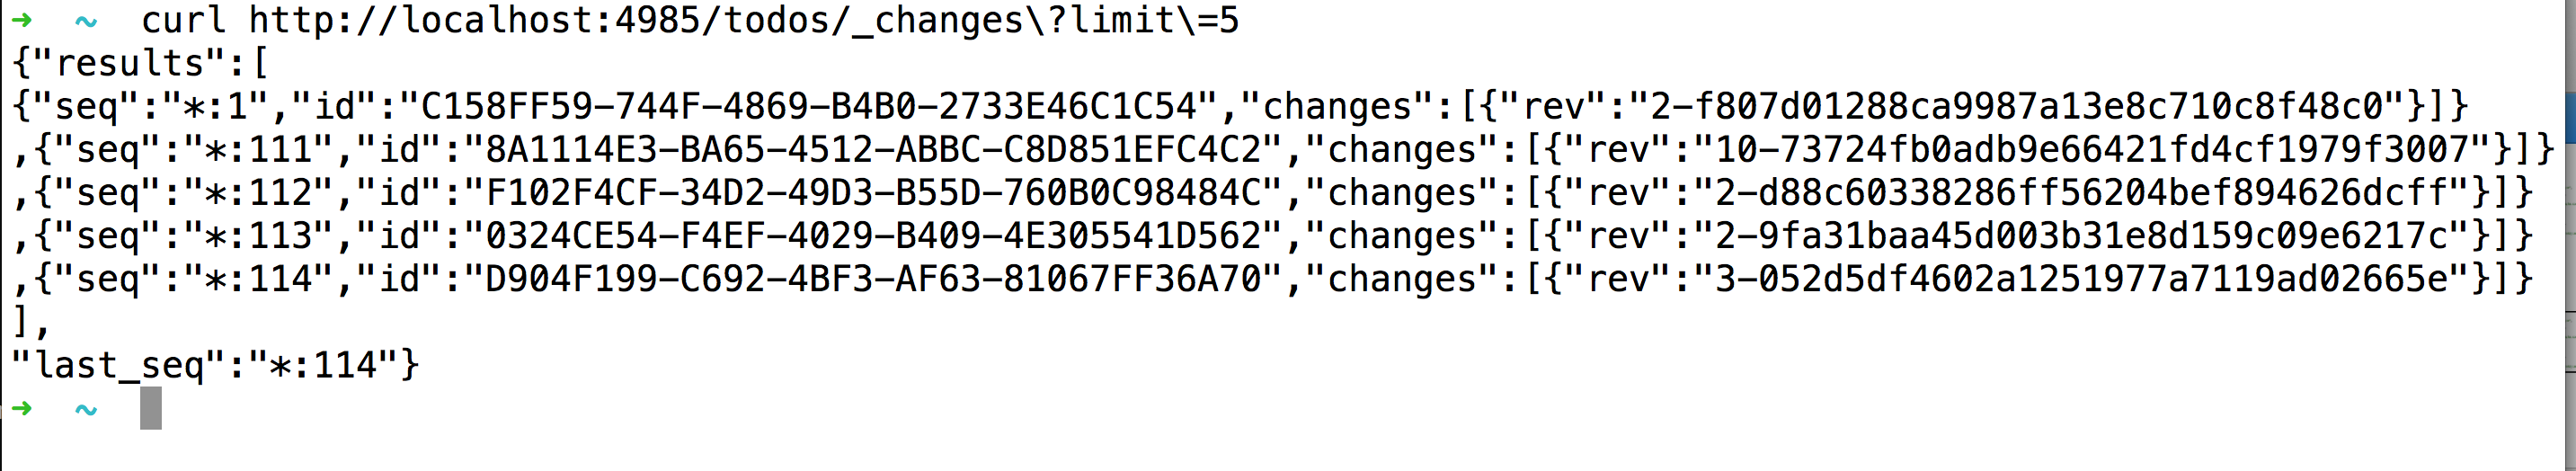 ➜ ~ curl http://localhost:4985/todos/_changes\?limit\=5
{"results":[
{"seq":"*:1","id":"C158FF59-744F-4869-B4B0-2733E46C1C54","changes":[{"rev":"2-f807d01288ca9987a13e8c710c8f48c0"}]}
,{"seq":"*:111","id":"8A1114E3-BA65-4512-ABBC-C8D851EFC4C2","changes":[{"rev":"10-73724fb0adb9e66421fd4cf1979f3007"}]}
,{"seq":"*:112","id":"F102F4CF-34D2-49D3-B55D-760B0C98484C","changes":[{"rev":"2-d88c60338286ff56204bef894626dcff"}]}
,{"seq":"*:113","id":"0324CE54-F4EF-4029-B409-4E305541D562","changes":[{"rev":"2-9fa31baa45d003b31e8d159c09e6217c"}]}
,{"seq":"*:114","id":"D904F199-C692-4BF3-AF63-81067FF36A70","changes":[{"rev":"3-052d5df4602a1251977a7119ad02665e"}]}
],
"last_seq":"*:114"}
➜ ~